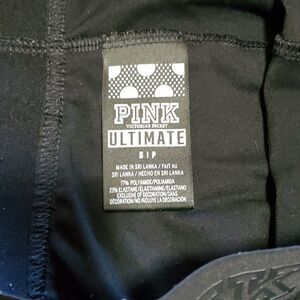 PINK
VICTORIA'S SECRET
ULTIMATE
S | P
MADE IN SRI LANKA / FAIT AU
SRI LANKA / HECHO EN SRI LANKA
77% POLYAMIDE/POLIAMIDA
23% ELASTANE/ÉLASTHANNE/ELASTANO
EXCLUSIVE OF DECORATION/SANS
DÉCORATION/NO INCLUYE LA DECORACIÓN